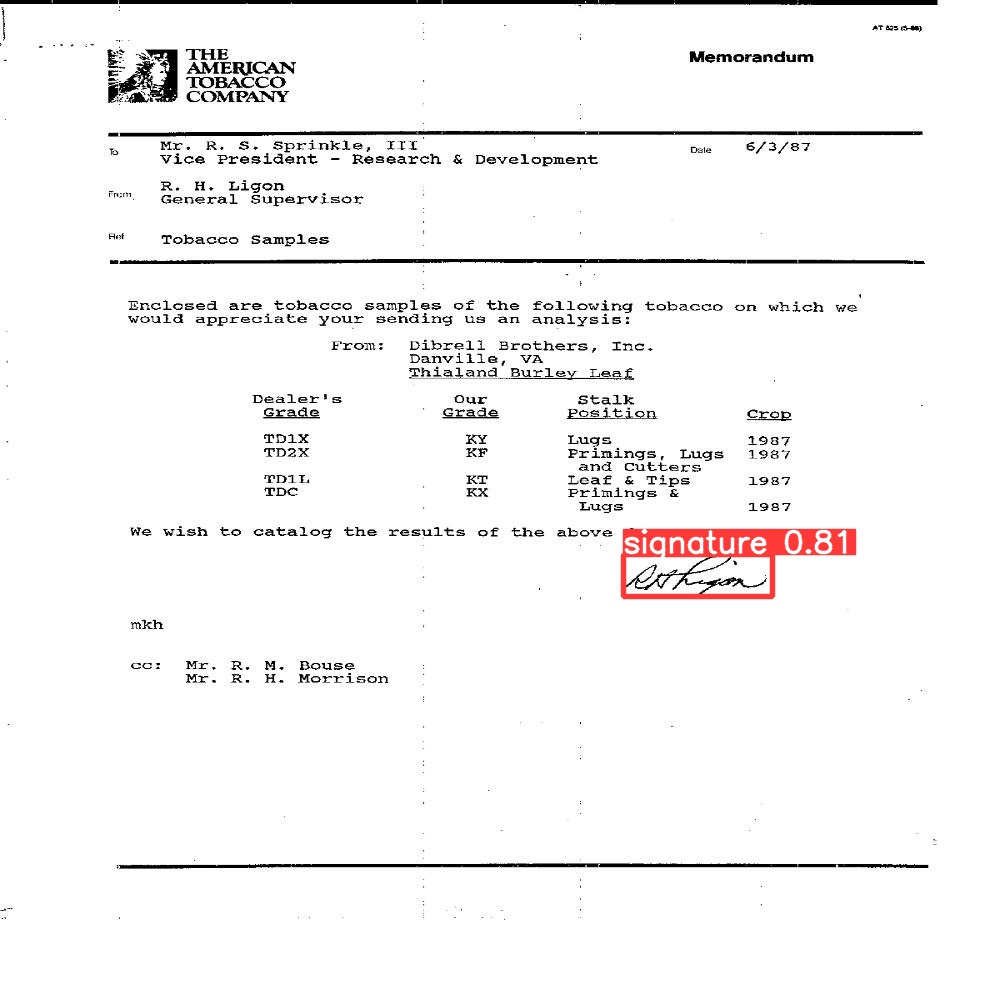 AT 525 (5-86)
THE
AMERICAN
TOBACCO
COMPANY
Memorandum
To Mr. R. S. Sprinkle, III Date 6/3/87
Vice President - Research & Development
From R. H. Ligon
General Supervisor
Ref Tobacco Samples
Enclosed are tobacco samples of the following tobacco on which we
would appreciate your sending us an analysis:
From: Dibrell Brothers, Inc.
Danville, VA
Thialand Burley Leaf
Dealer's Our Stalk
Grade Grade Position Crop
TD1X KY Lugs 1987
TD2X KF Primings, Lugs 1987
and Cutters
TD1L KT Leaf & Tips 1987
TDC KX Primings &
Lugs 1987
We wish to catalog the results of the above
signature 0.81
RHLigon
mkh
cc: Mr. R. M. Bouse
Mr. R. H. Morrison